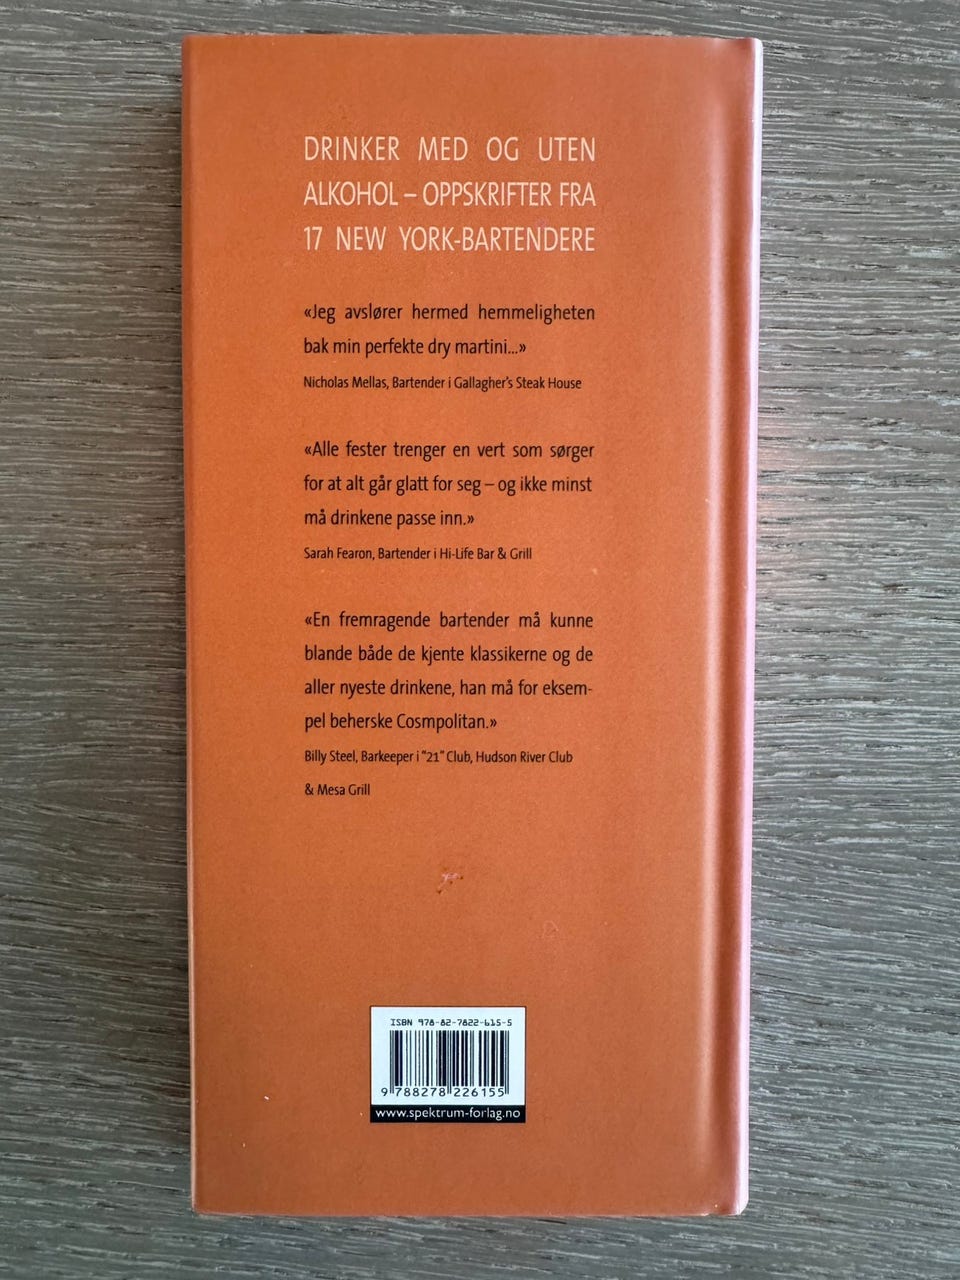 DRINKER MED OG UTEN
ALKOHOL – OPPSKRIFTER FRA
17 NEW YORK-BARTENDERE
«Jeg avslører hermed hemmeligheten
bak min perfekte dry martini...»
Nicholas Mellas, Bartender i Gallagher's Steak House
«Alle fester trenger en vert som sørger
for at alt går glatt for seg – og ikke minst
må drinkene passe inn.»
Sarah Fearon, Bartender i Hi-Life Bar & Grill
«En fremragende bartender må kunne
blande både de kjente klassikerne og de
aller nyeste drinkene, han må for eksem-
pel beherske Cosmpolitan.»
Billy Steel, Barkeeper i "21" Club, Hudson River Club
& Mesa Grill
ISBN 978-82-7822-615-5
9 788278 226155
www.spektrum-forlag.no